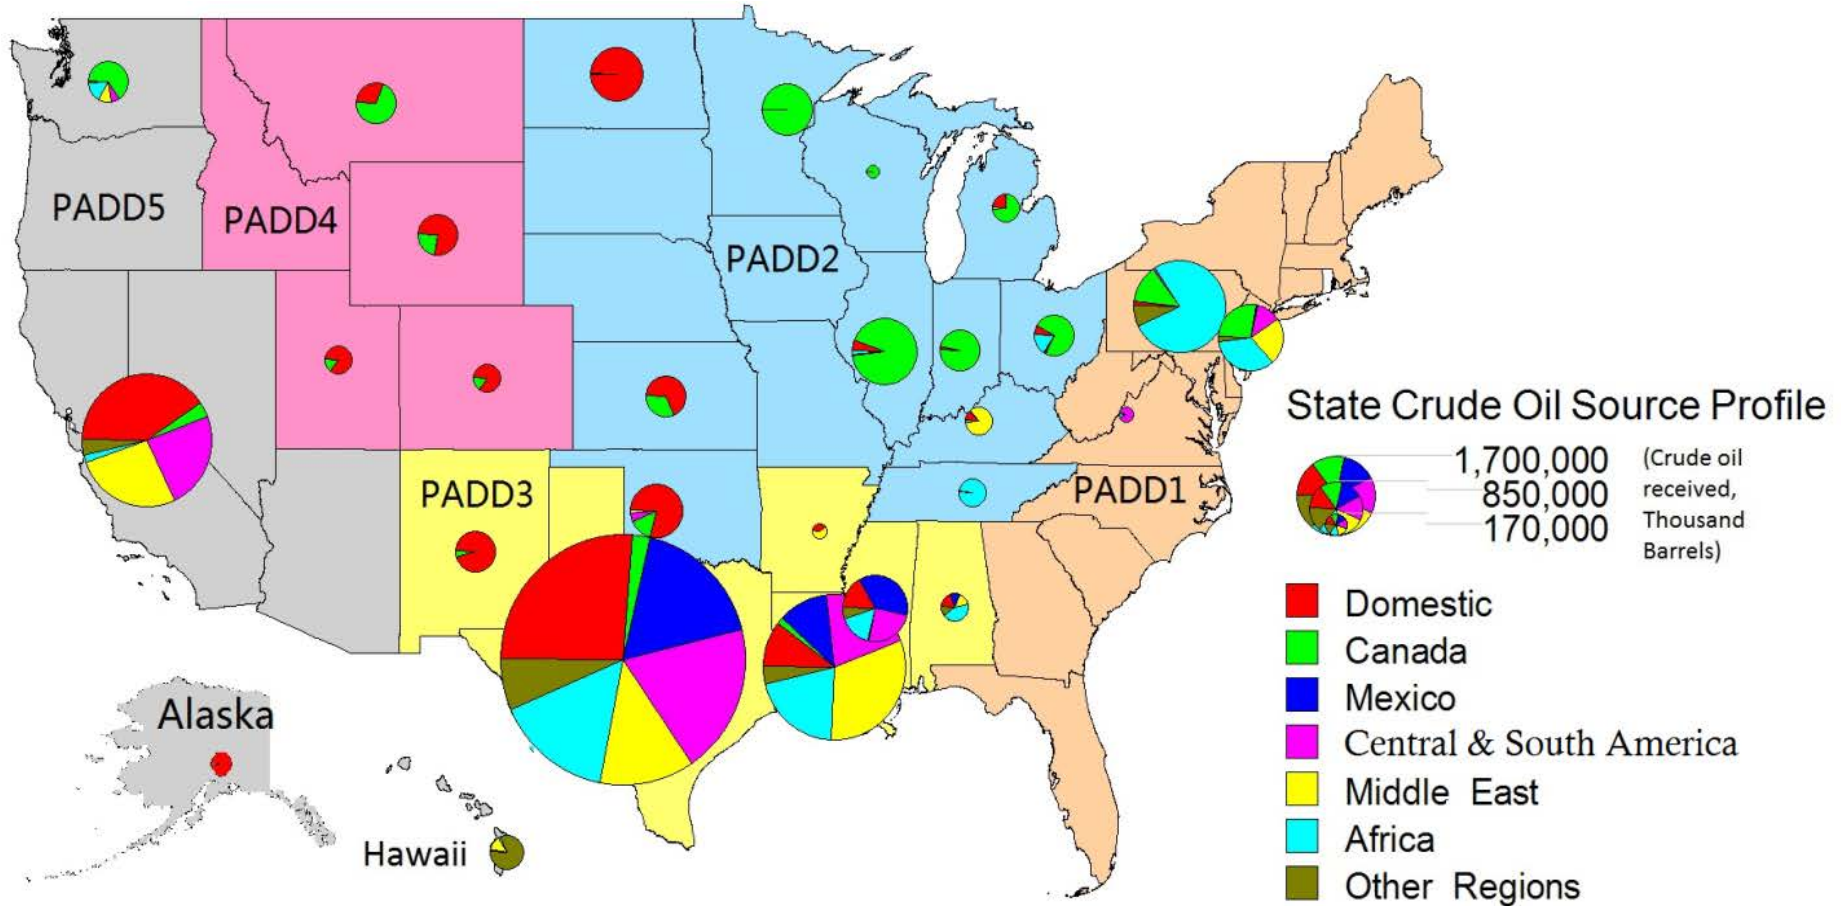 PADD5
PADD4
PADD2
PADD3
PADD1
State Crude Oil Source Profile
1,700,000
850,000
170,000
(Crude oil
received,
Thousand
Barrels)
Domestic
Canada
Mexico
Central & South America
Middle East
Africa
Other Regions
Alaska
Hawaii